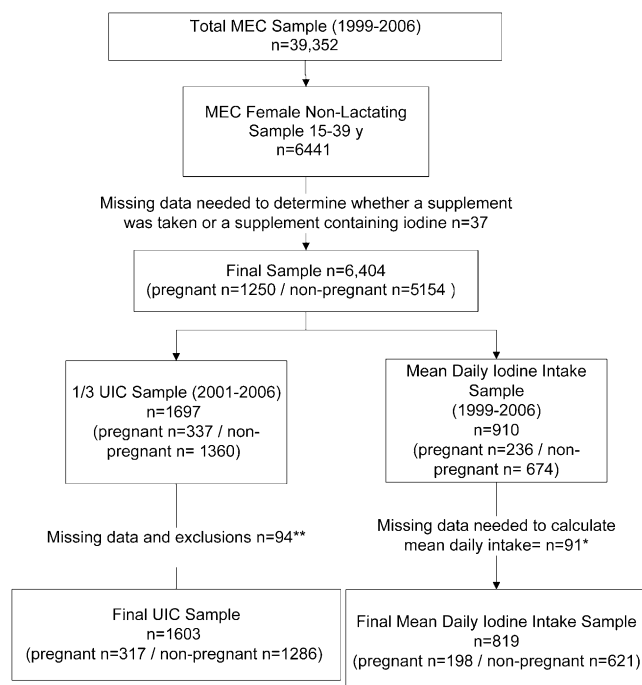 Total MEC Sample (1999-2006)
n=39,352
MEC Female Non-Lactating
Sample 15-39 y
n=6441
Missing data needed to determine whether a supplement
was taken or a supplement containing iodine n=37
Final Sample n=6,404
(pregnant n=1250 / non-pregnant n=5154 )
1/3 UIC Sample (2001-2006)
n=1697
(pregnant n=337 / non-
pregnant n= 1360)
Mean Daily Iodine Intake
Sample
(1999-2006)
n=910
(pregnant n=236 / non-
pregnant n= 674)
Missing data and exclusions n=94**
Missing data needed to calculate
mean daily intake= n=91*
Final UIC Sample
n=1603
(pregnant n=317 / non-pregnant n=1286)
Final Mean Daily Iodine Intake Sample
n=819
(pregnant n=198 / non-pregnant n=621)